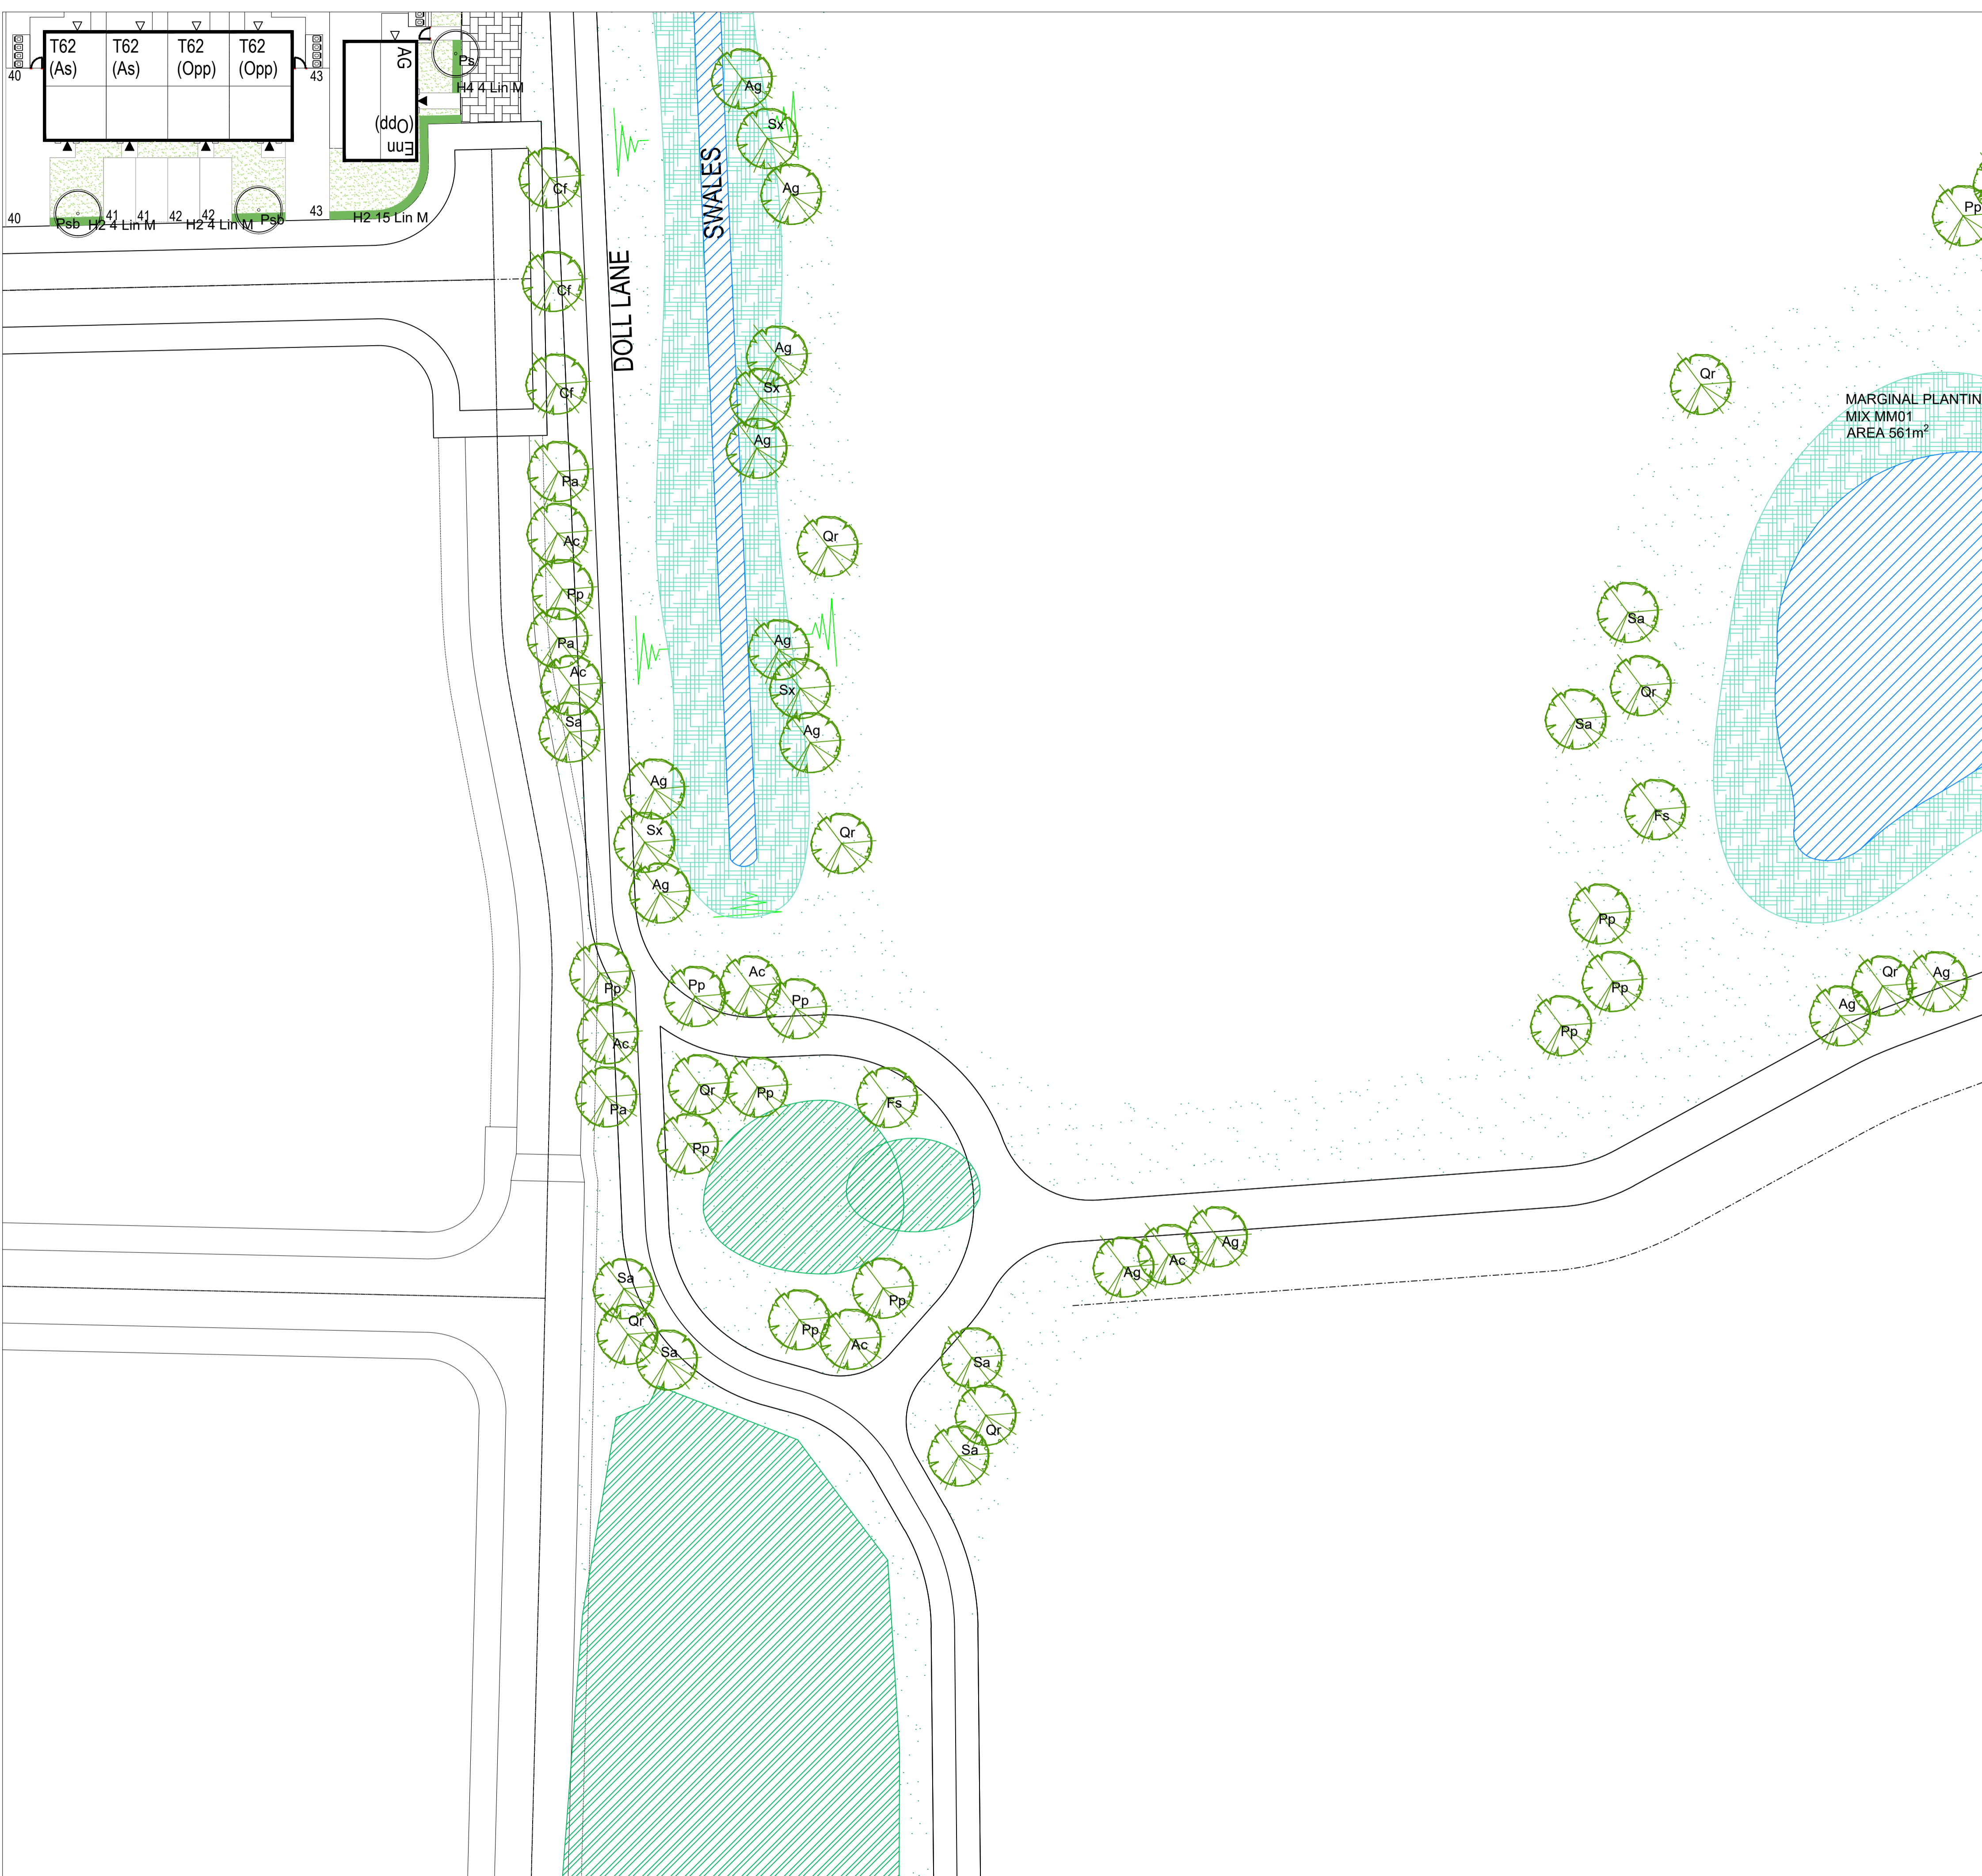 T62
(As)
T62
(As)
T62
(Opp)
T62
(Opp)
40
43
AG
(Opp)
Enn
Ps
H4 4 Lin M
40
Psb
H2 4 Lin M
41
41
42
42
H2 4 Lin M
Psb
43
H2 15 Lin M
DOLL LANE
SWALES
Ag
Sx
Ag
Cf
Cf
Cf
Ag
Sx
Ag
Pa
Ac
Pp
Pa
Ac
Sa
Qr
Ag
Sx
Ag
Ag
Sx
Ag
Qr
Pp
Qr
MARGINAL PLANTIN
MIX MM01
AREA 561m²
Sa
Qr
Sa
Fs
Pp
Pp
Pp
Ag
Qr
Ag
Pp
Ac
Pa
Pp
Ac
Pp
Qr
Pp
Fs
Pp
Ag
Ac
Ag
Sa
Qr
Sa
Pp
Pp
Ac
Sa
Qr
Sa